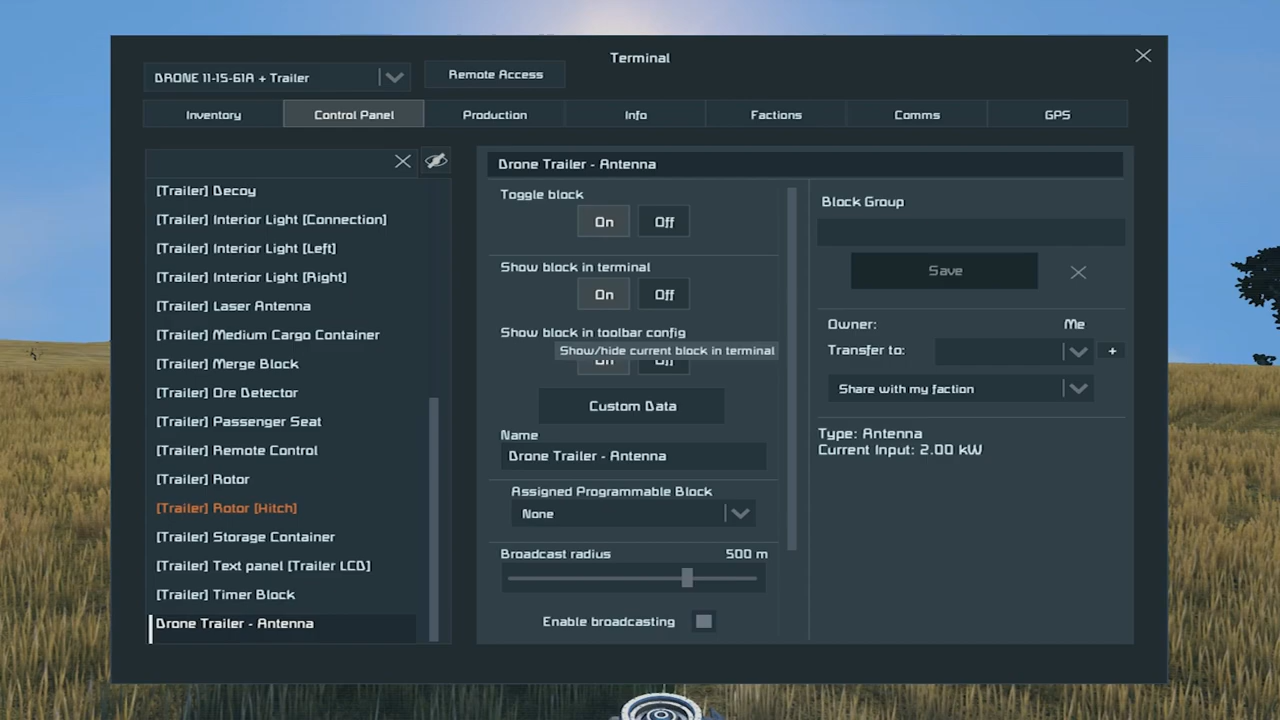 Terminal
DRONE 11-15-61A + Trailer
Remote Access
Inventory
Control Panel
Production
Info
Factions
Comms
GPS
[Trailer] Decoy
[Trailer] Interior Light [Connection]
[Trailer] Interior Light [Left]
[Trailer] Interior Light [Right]
[Trailer] Laser Antenna
[Trailer] Medium Cargo Container
[Trailer] Merge Block
[Trailer] Ore Detector
[Trailer] Passenger Seat
[Trailer] Remote Control
[Trailer] Rotor
[Trailer] Rotor [Hitch]
[Trailer] Storage Container
[Trailer] Text panel [Trailer LCD]
[Trailer] Timer Block
Drone Trailer - Antenna
Drone Trailer - Antenna
Toggle block
On Off
Show block in terminal
On Off
Show block in toolbar config
Show/hide current block in terminal
On Off
Custom Data
Name
Drone Trailer - Antenna
Assigned Programmable Block
None
Broadcast radius 500 m
Enable broadcasting
Block Group
Save
Owner: Me
Transfer to:
+
Share with my faction
Type: Antenna
Current Input: 2.00 kW